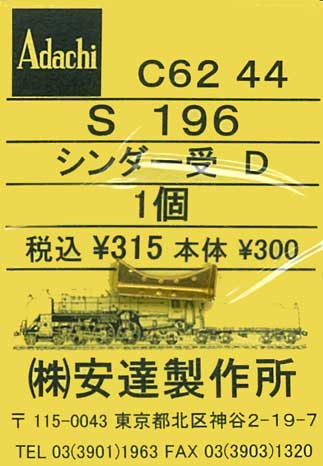 Adachi
C62 44
S 196
シンダー受 D
1個
税込 ¥315 本体 ¥300
㈱安達製作所
〒115-0043 東京都北区神谷2-19-7
TEL 03(3901)1963 FAX 03(3903)1320